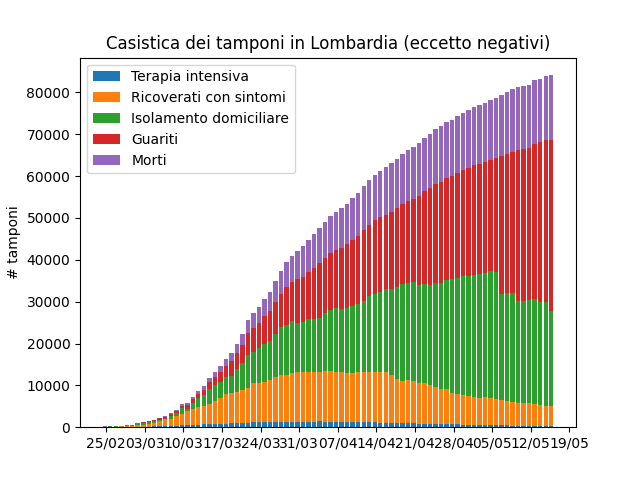 Casistica dei tamponi in Lombardia (eccetto negativi)
Terapia intensiva
Ricoverati con sintomi
Isolamento domiciliare
Guariti
Morti
# tamponi
80000
70000
60000
50000
40000
30000
20000
10000
0
25/02 03/03 10/03 17/03 24/03 31/03 07/04 14/04 21/04 28/04 05/05 12/05 19/05